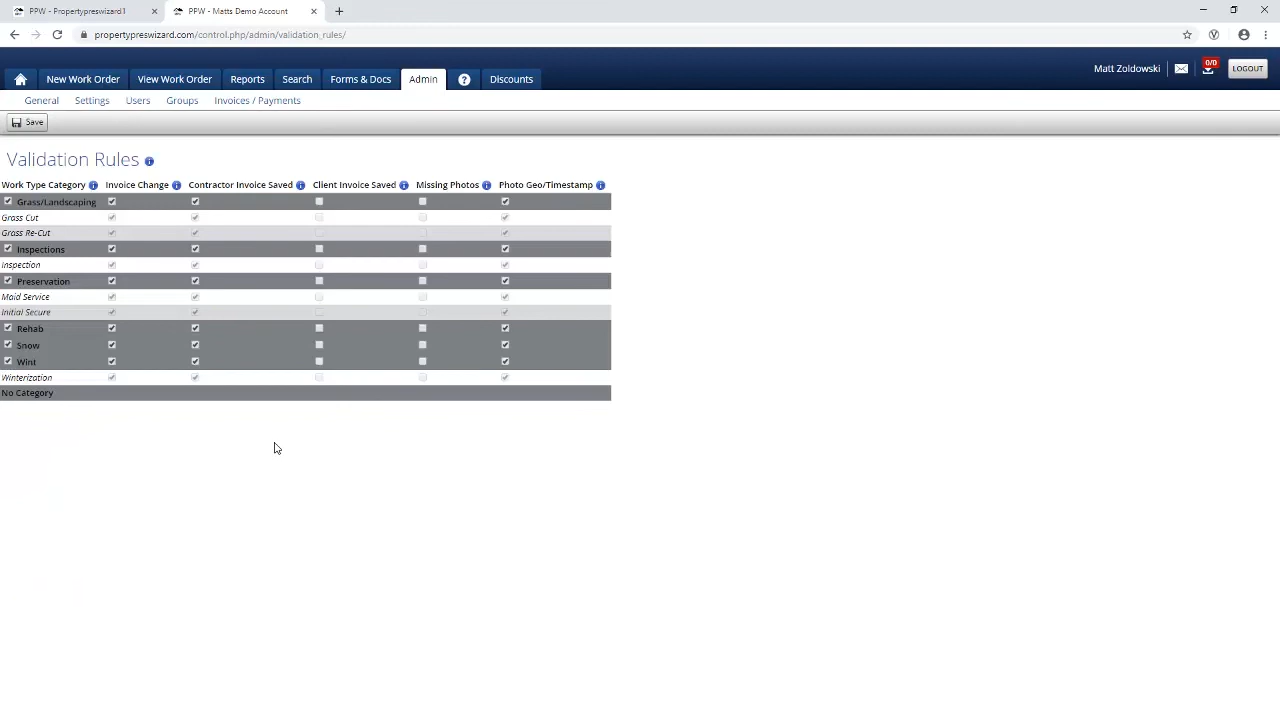 PPW - Propertypreswizard1
PPW - Matts Demo Account
propertypreswizard.com/control.php/admin/validation_rules/
Matt Zoldowski
0/0
LOGOUT
New Work Order
View Work Order
Reports
Search
Forms & Docs
Admin
?
Discounts
General
Settings
Users
Groups
Invoices / Payments
Save
Validation Rules
Work Type Category Invoice Change Contractor Invoice Saved Client Invoice Saved Missing Photos Photo Geo/Timestamp
Grass/Landscaping
Grass Cut
Grass Re-Cut
Inspections
Inspection
Preservation
Maid Service
Initial Secure
Rehab
Snow
Wint
Winterization
No Category